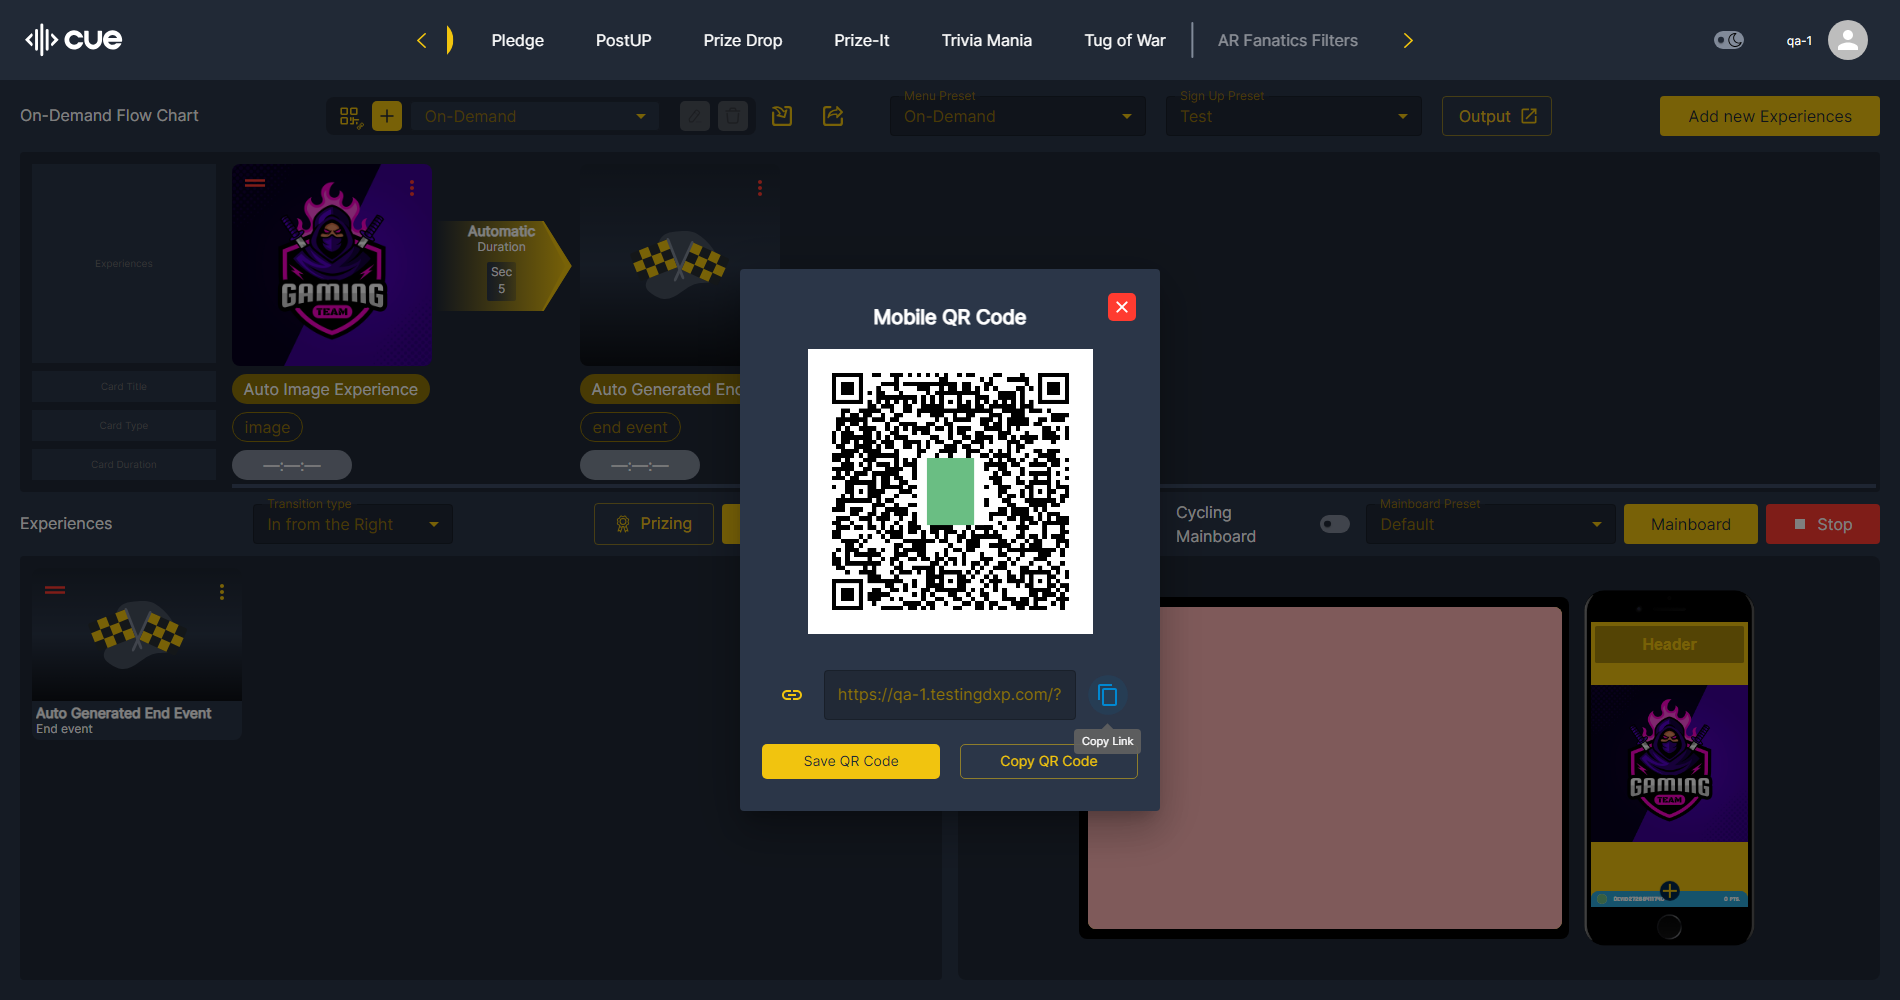 cue
Pledge
PostUP
Prize Drop
Prize-It
Trivia Mania
Tug of War
AR Fanatics Filters
qa-1
On-Demand Flow Chart
On-Demand
Menu Preset
On-Demand
Sign Up Preset
Test
Output
Add new Experiences
Experiences
GAMING
TEAM
Automatic
Duration
Sec
5
Card Title
Auto Image Experience
Auto Generated End
Card Type
image
end event
Card Duration
—:—:—
—:—:—
Mobile QR Code
https://qa-1.testingdxp.com/?
Copy Link
Save QR Code
Copy QR Code
Experiences
Transition type
In from the Right
Prizing
Cycling
Mainboard
Mainboard Preset
Default
Mainboard
Stop
Auto Generated End Event
End event
Header
GAMING
TEAM
0 PTS.